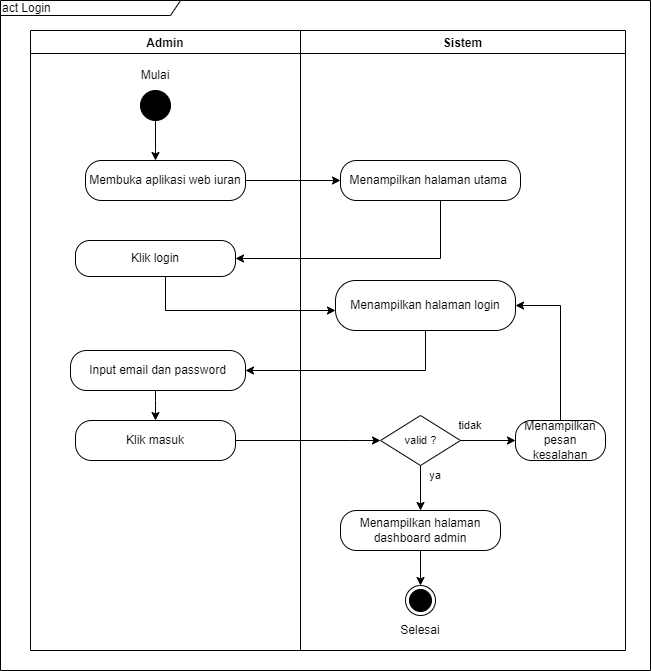 act Login
Admin
Sistem
Mulai
Membuka aplikasi web iuran
Menampilkan halaman utama
Klik login
Menampilkan halaman login
Input email dan password
Klik masuk
valid ?
tidak
Menampilkan
pesan
kesalahan
ya
Menampilkan halaman
dashboard admin
Selesai